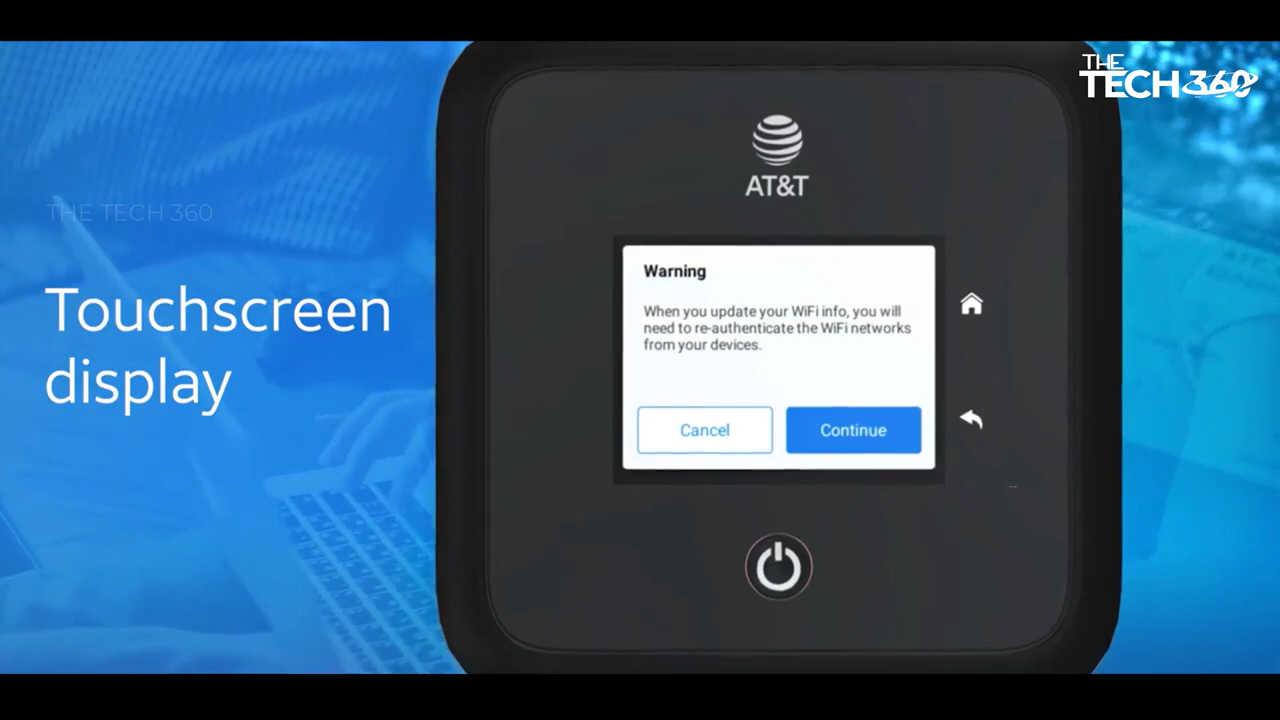 THE
TECH 360
THE TECH 360
Touchscreen
display
AT&T
Warning
When you update your WiFi info, you will
need to re-authenticate the WiFi networks
from your devices.
Cancel
Continue